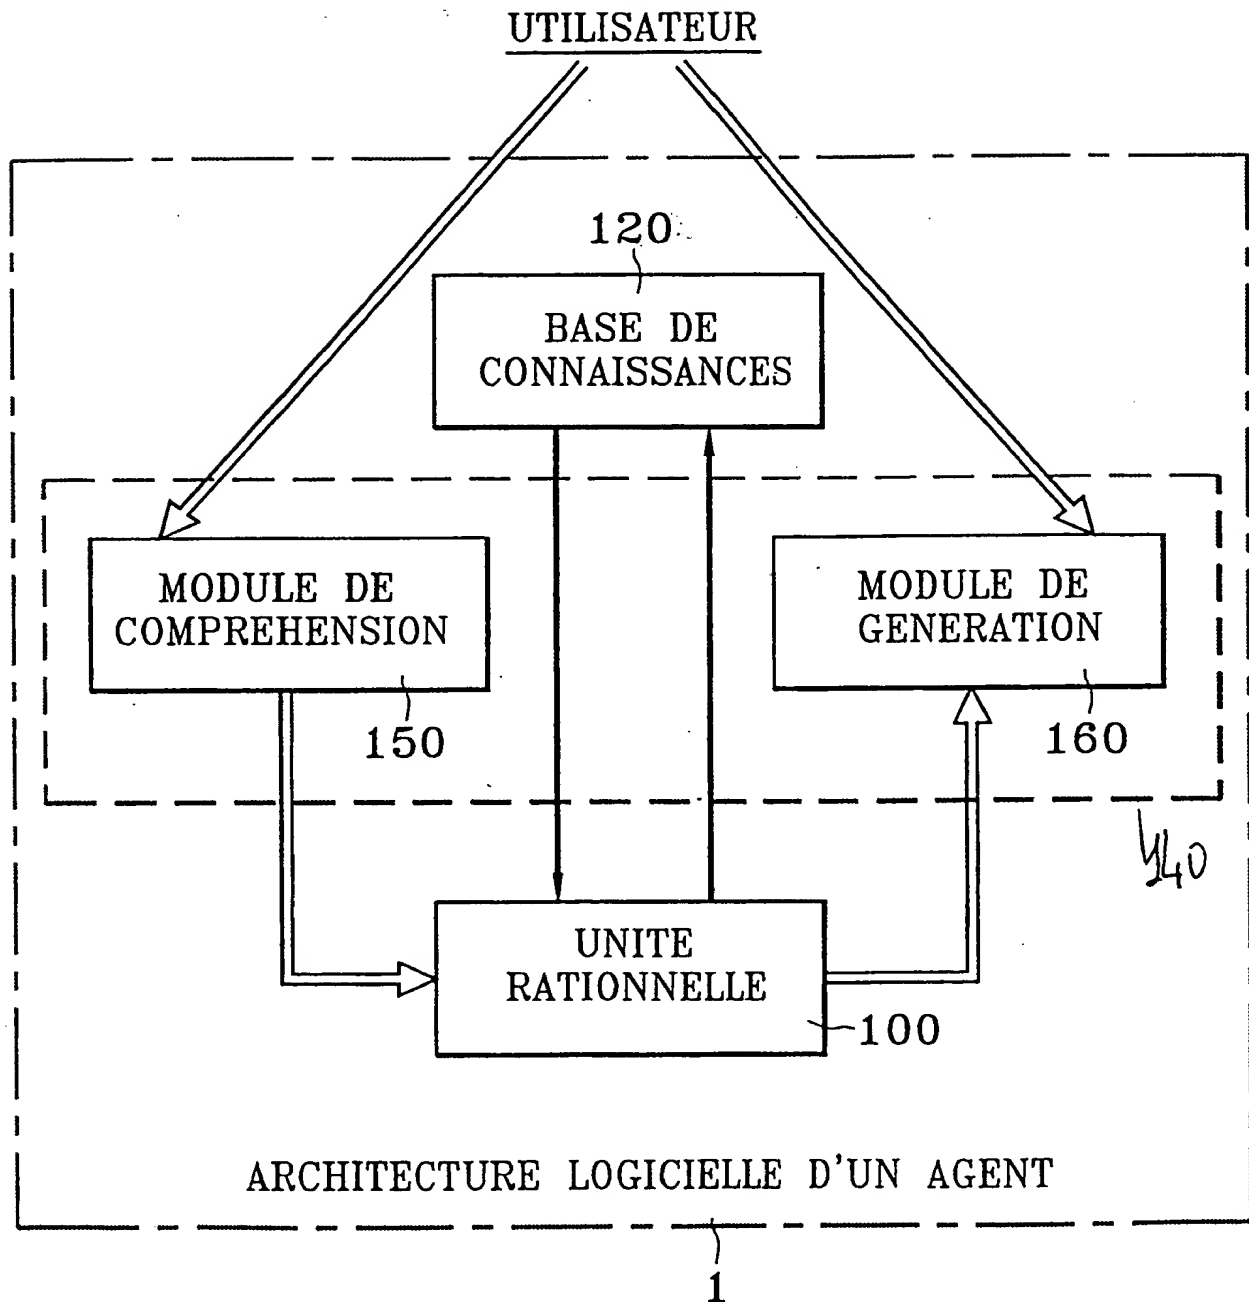 UTILISATEUR
120
BASE DE
CONNAISSANCES
MODULE DE
COMPREHENSION
150
MODULE DE
GENERATION
160
140
UNITE
RATIONNELLE
100
ARCHITECTURE LOGICIELLE D'UN AGENT
1